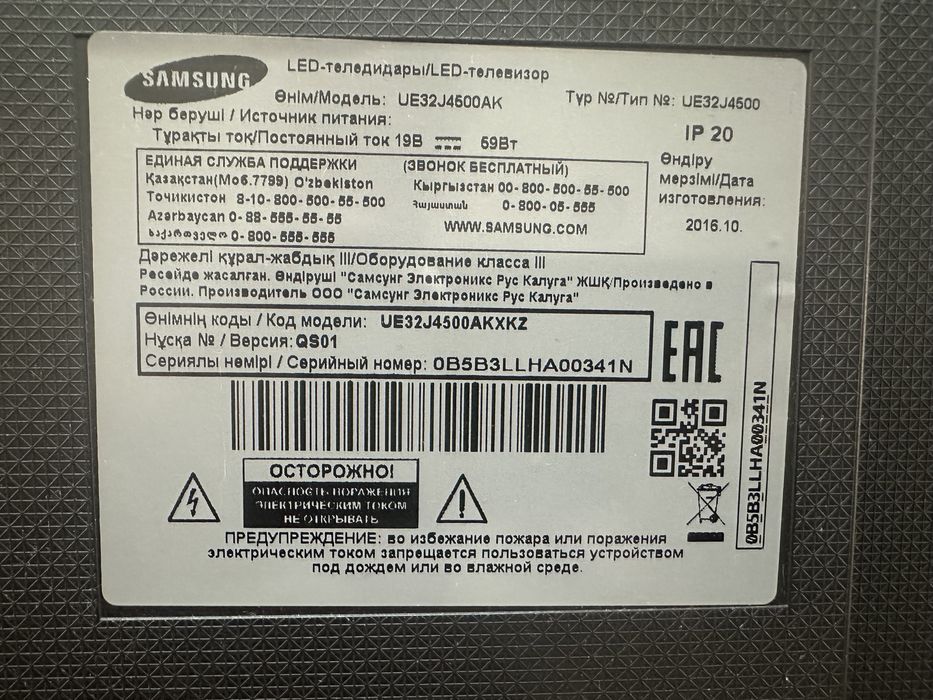 SAMSUNG
LED-теледидары/LED-телевизор
Өнім/Модель: UE32J4500AK
Түр №/Тип №: UE32J4500
Нәр беруші / Источник питания:
Тұрақты ток/Постоянный ток 19В 59Вт
IP 20
Өндіру
мерзімі/Дата
изготовления:
2016.10.
ЕДИНАЯ СЛУЖБА ПОДДЕРЖКИ (ЗВОНОК БЕСПЛАТНЫЙ)
Қазақстан(Моб.7799) O'zbekiston
Тоҷикистон 8-10-800-500-55-500
Кыргызстан 00-800-500-55-500
Azərbaycan 0-88-555-55-55
Հայաստան 0-800-05-555
საქართველო 0-800-555-555
WWW.SAMSUNG.COM
Дәрежелі құрал-жабдық III/Оборудование класса III
Ресейде жасалған. Өндіруші "Самсунг Электроникс Рус Калуга" ЖШҚ/Произведено в
России. Производитель ООО "Самсунг Электроникс Рус Калуга"
Өнімнің коды / Код модели: UE32J4500AKXKZ
Нұсқа № / Версия: QS01
Сериялы нөмірі / Серийный номер: 0B5B3LLHA00341N
EAC
0B5B3LLHA00341N
ОСТОРОЖНО!
ОПАСНОСТЬ ПОРАЖЕНИЯ
ЭЛЕКТРИЧЕСКИМ ТОКОМ
НЕ ОТКРЫВАТЬ
ПРЕДУПРЕЖДЕНИЕ: во избежание пожара или поражения
электрическим током запрещается пользоваться устройством
под дождем или во влажной среде.